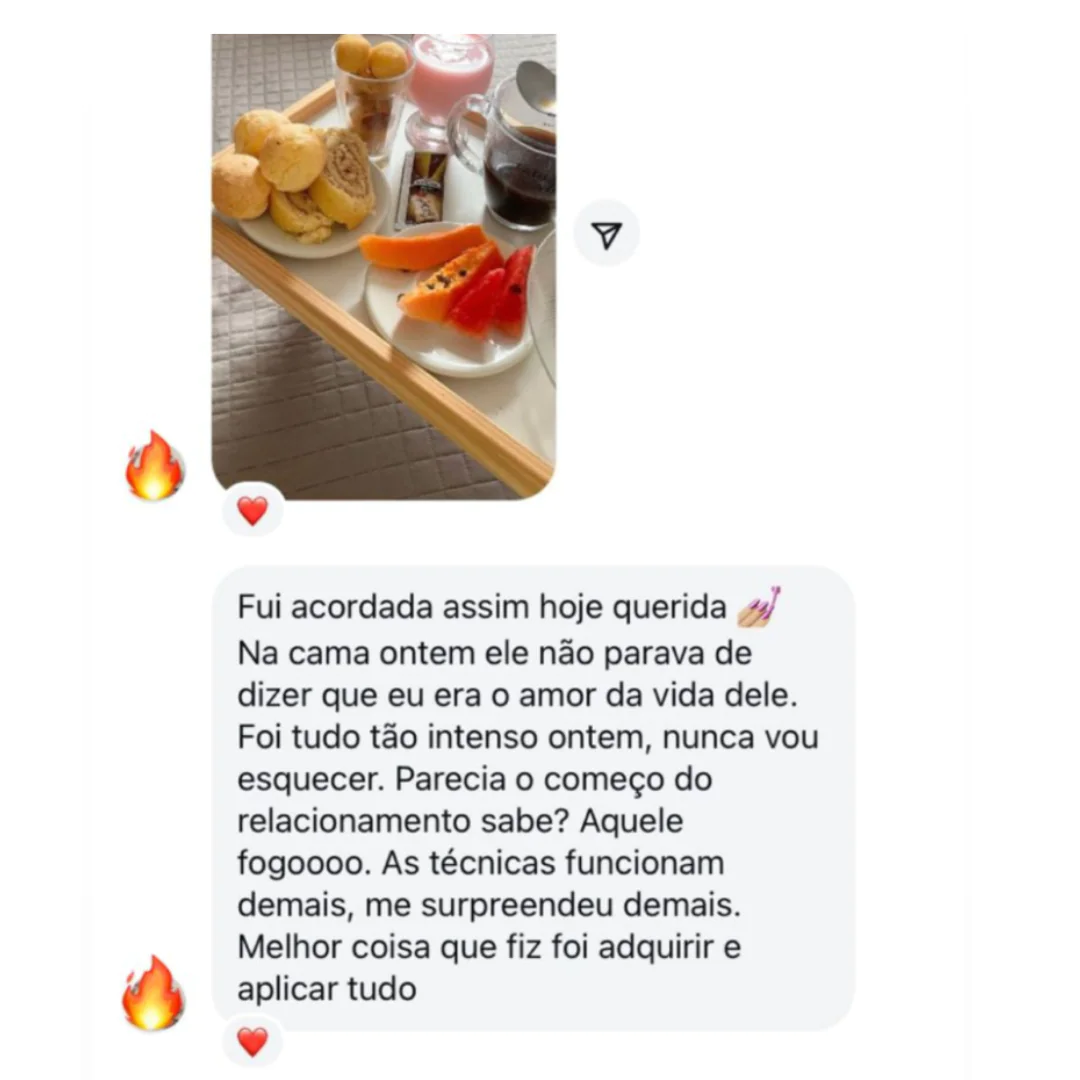 Fui acordada assim hoje querida 💅🏼
Na cama ontem ele não parava de
dizer que eu era o amor da vida dele.
Foi tudo tão intenso ontem, nunca vou
esquecer. Parecia o começo do
relacionamento sabe? Aquele
fogoooo. As técnicas funcionam
demais, me surpreendeu demais.
Melhor coisa que fiz foi adquirir e
aplicar tudo